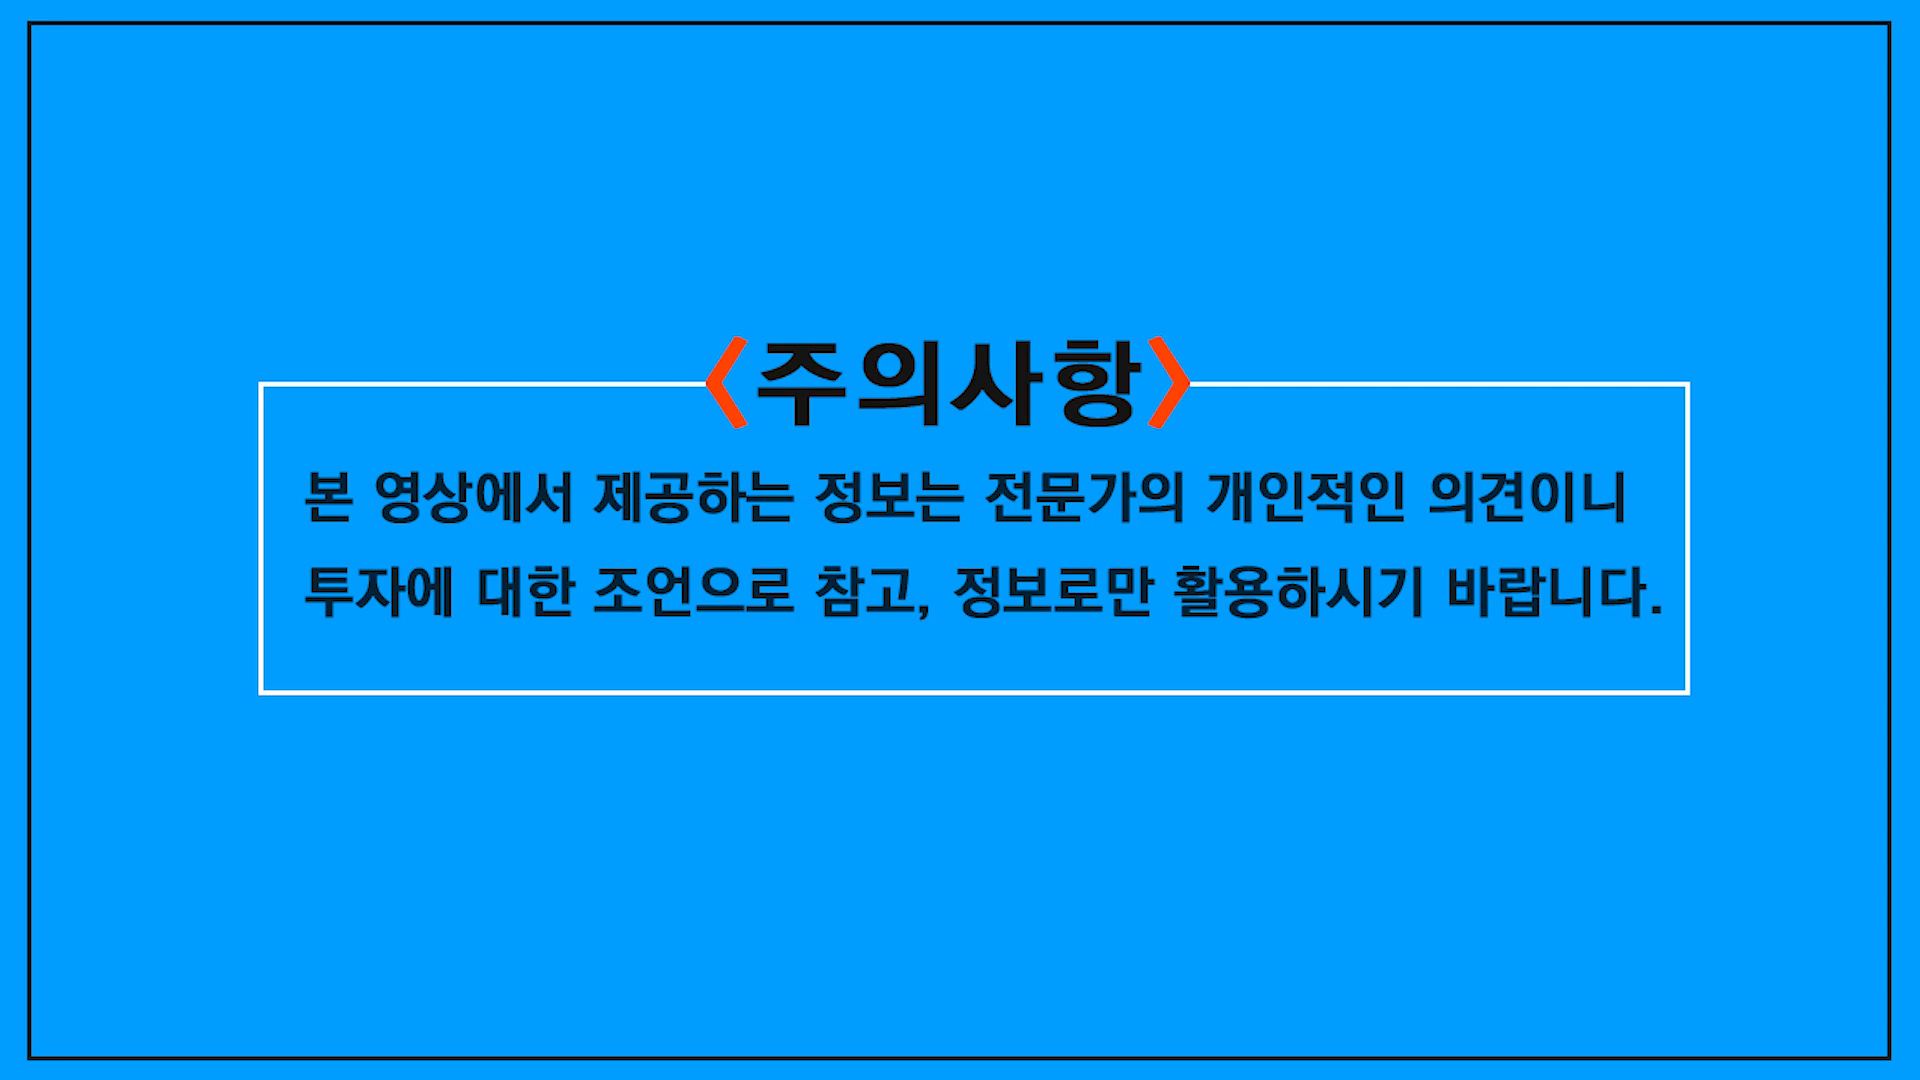 〈주의사항〉
본 영상에서 제공하는 정보는 전문가의 개인적인 의견이니
투자에 대한 조언으로 참고, 정보로만 활용하시기 바랍니다.